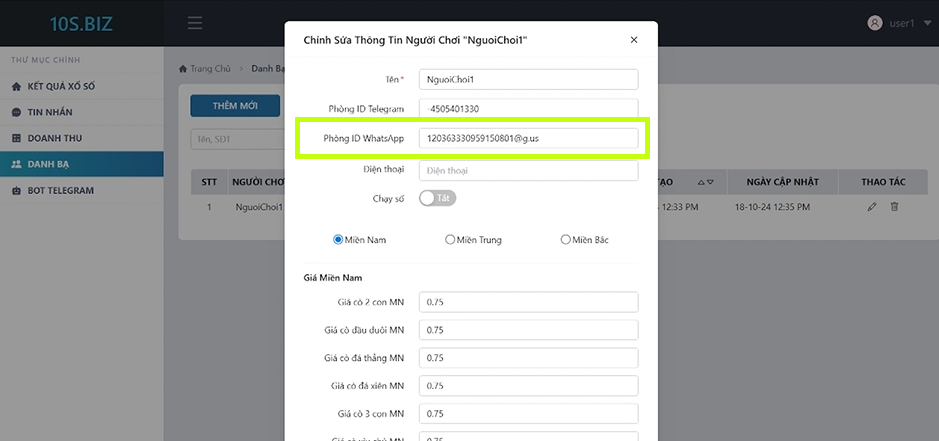 10S.BIZ
user1
THƯ MỤC CHÍNH
KẾT QUẢ XỔ SỐ
TIN NHẮN
DOANH THU
DANH BẠ
BOT TELEGRAM
Trang Chủ > Danh Bạ
THÊM MỚI
Tên, SDT
STT NGƯỜI CHƠI TẠO NGÀY CẬP NHẬT THAO TÁC
1 NguoiChoi1 12:33 PM 18-10-24 12:35 PM
Chỉnh Sửa Thông Tin Người Chơi "NguoiChoi1"
Tên* NguoiChoi1
Phòng ID Telegram -4505401330
Phòng ID WhatsApp 120363330959150801@g.us
Điện thoại Điện thoại
Chạy số Tắt
Miền Nam Miền Trung Miền Bắc
Giá Miền Nam
Giá cò 2 con MN 0.75
Giá cò đầu đuôi MN 0.75
Giá cò đá thẳng MN 0.75
Giá cò đá xiên MN 0.75
Giá cò 3 con MN 0.75